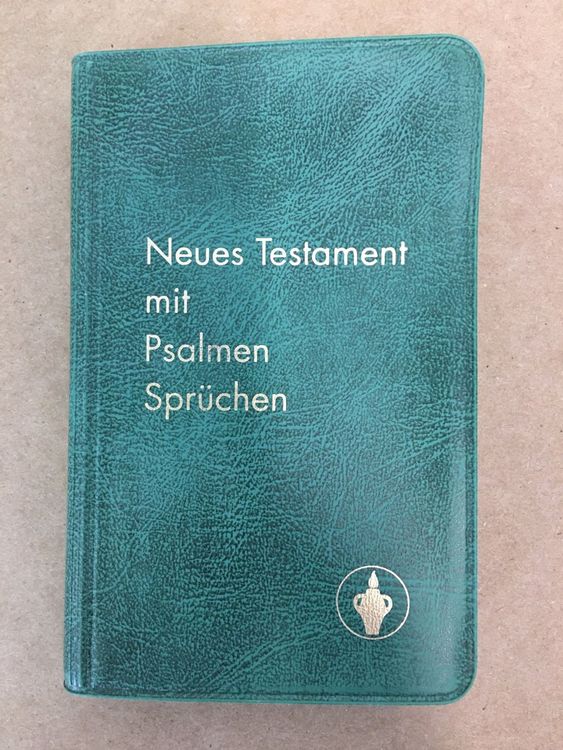 Neues Testament
mit
Psalmen
Sprüchen